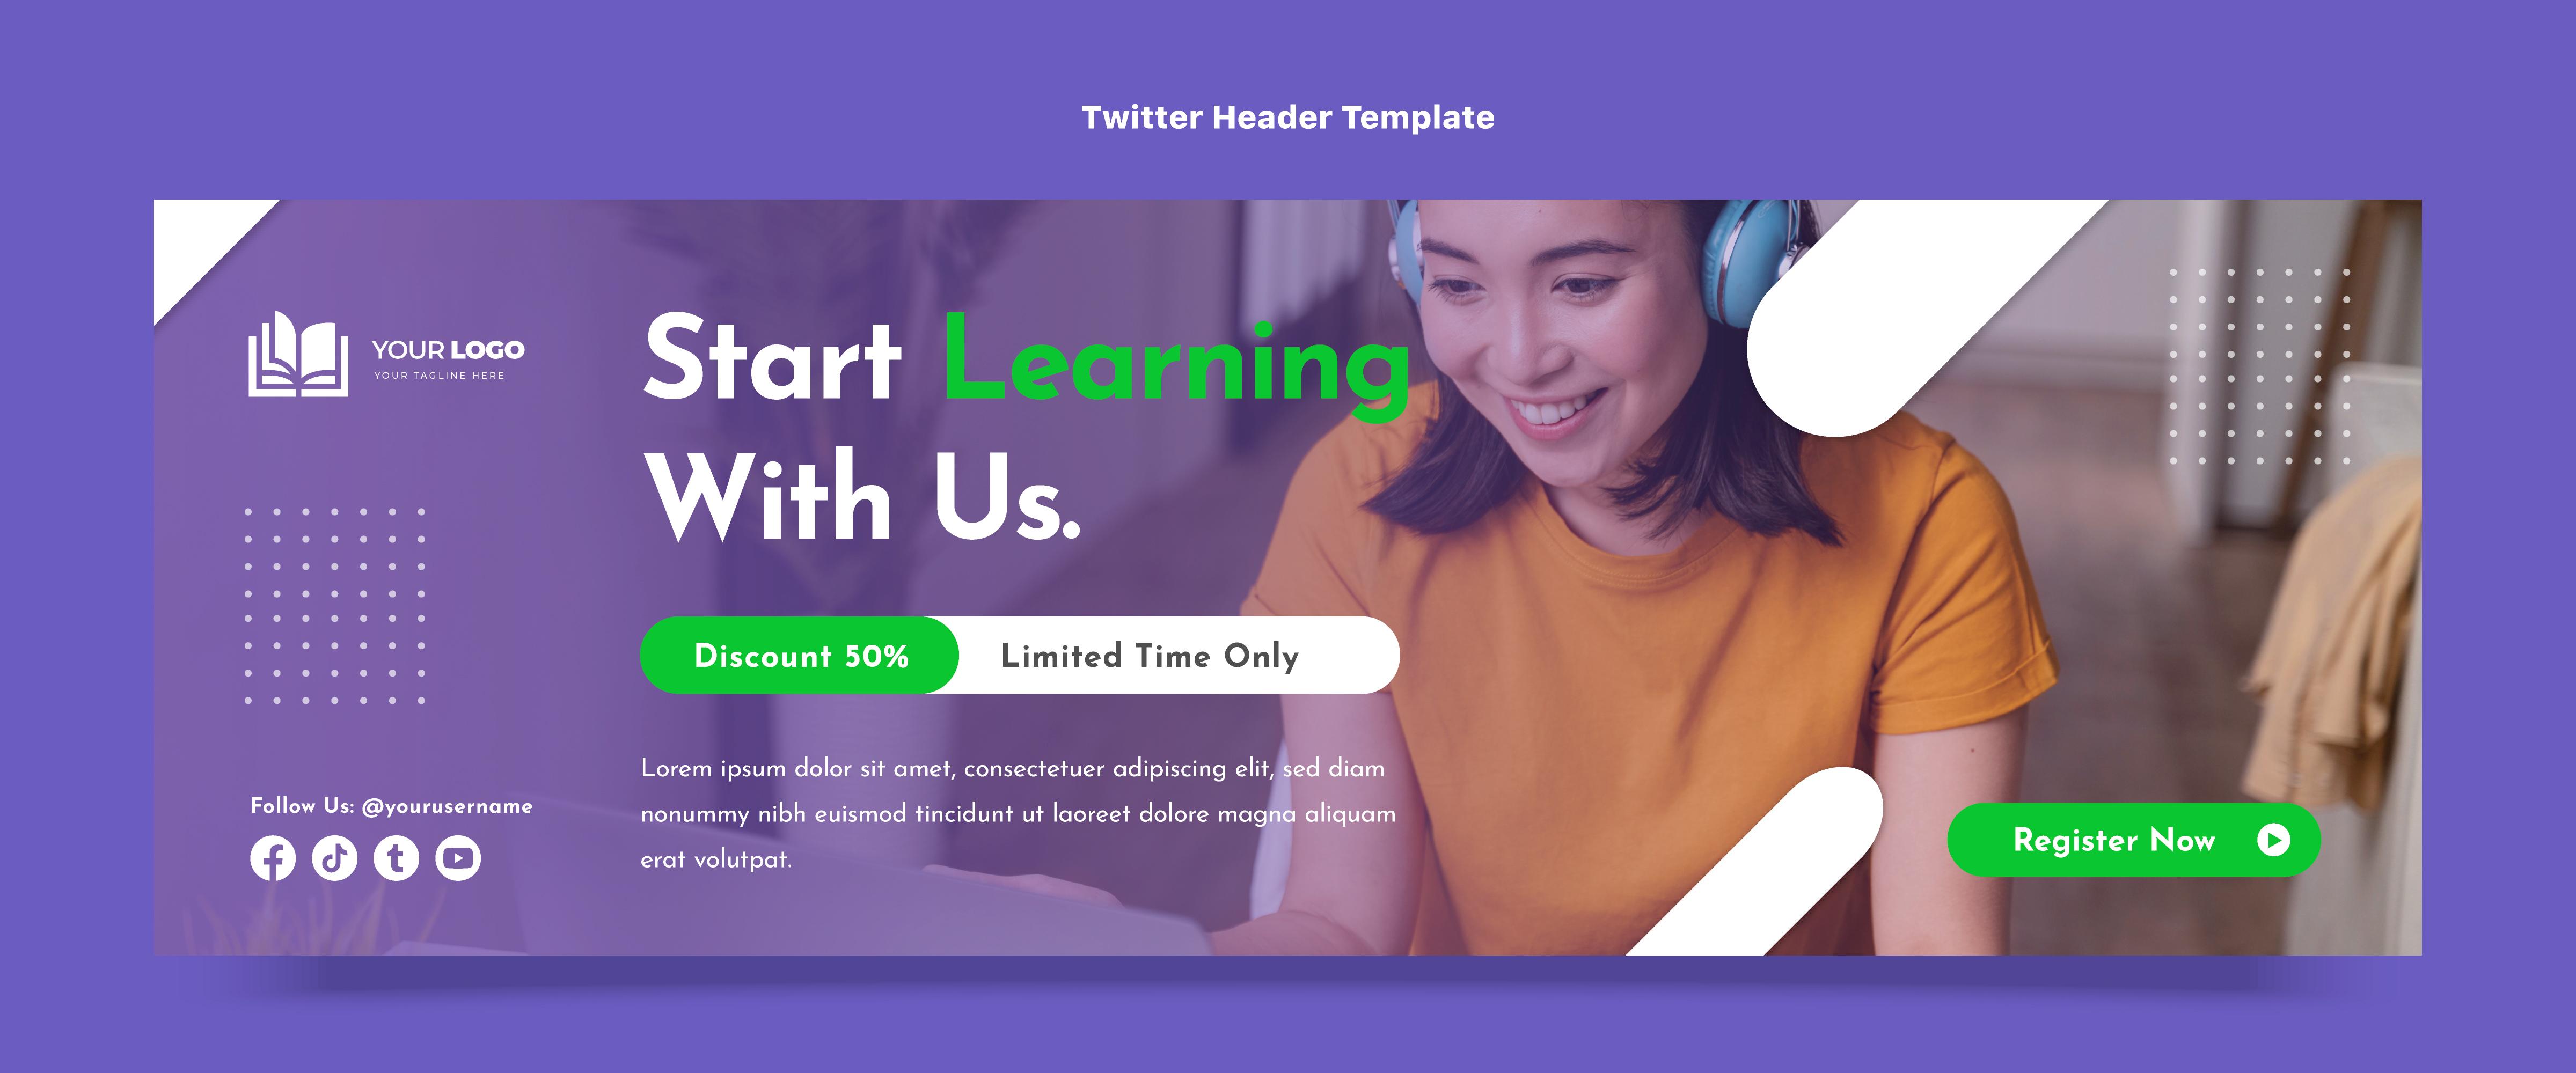 Twitter Header Template
YOUR LOGO
YOUR TAGLINE HERE
Start Learning
With Us.
Discount 50% Limited Time Only
Lorem ipsum dolor sit amet, consectetuer adipiscing elit, sed diam
nonummy nibh euismod tincidunt ut laoreet dolore magna aliquam
erat volutpat.
Follow Us: @yourusername
Register Now